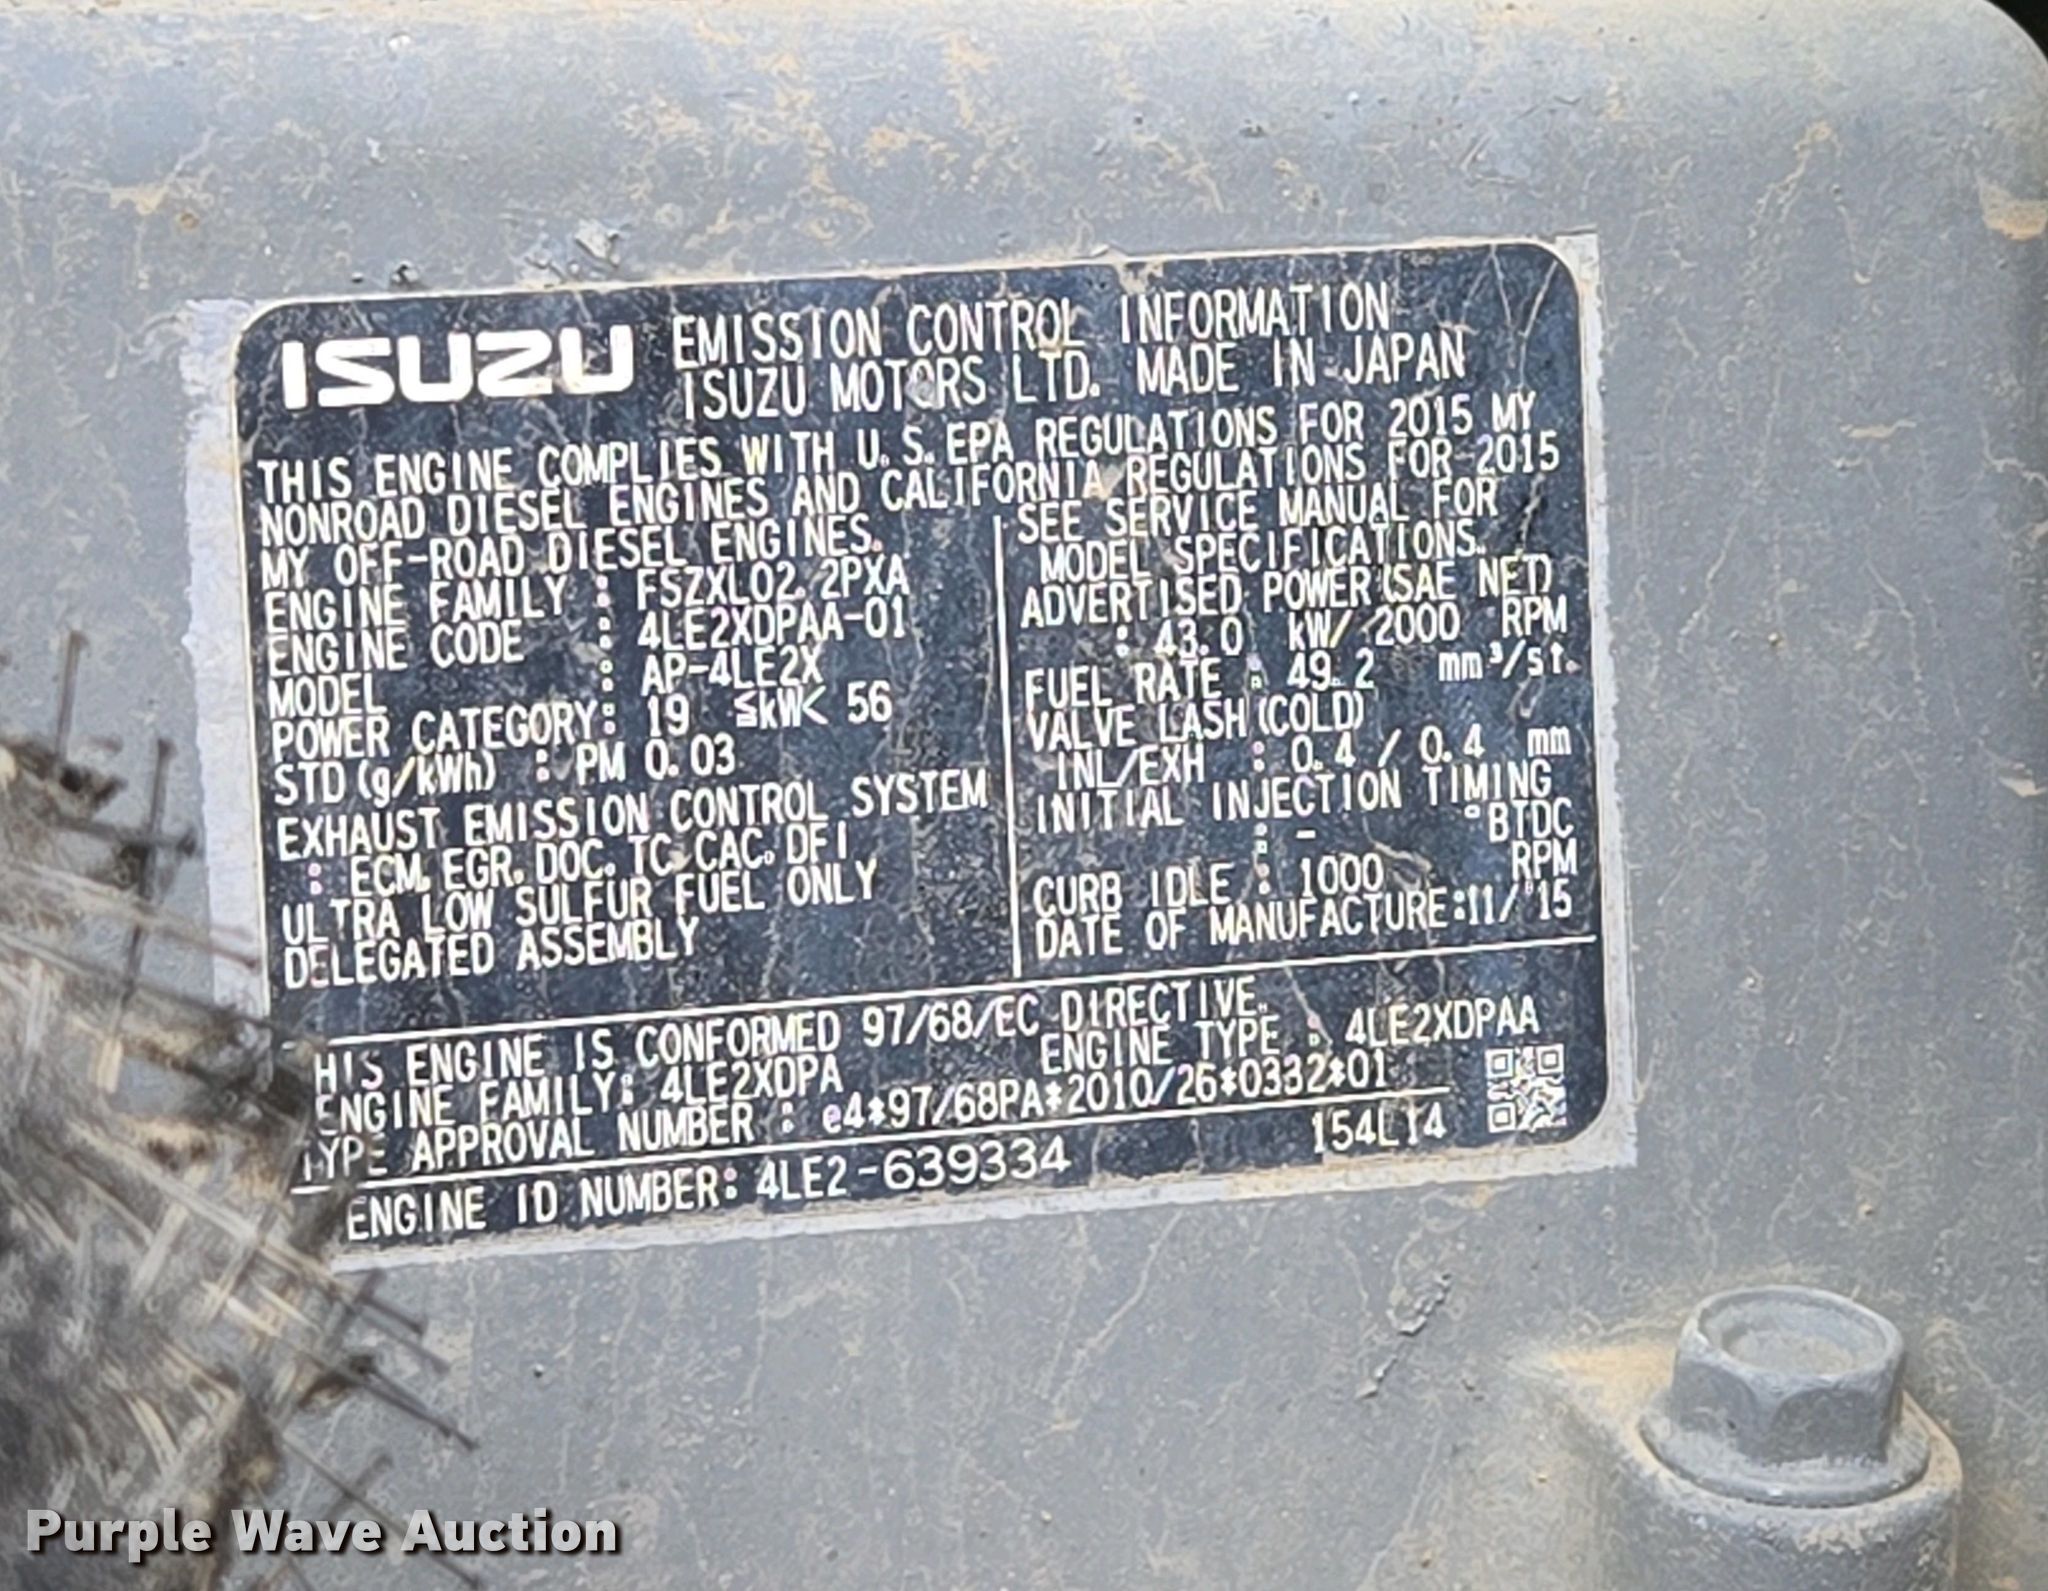 ISUZU EMISSION CONTROL INFORMATION
ISUZU MOTORS LTD. MADE IN JAPAN
THIS ENGINE COMPLIES WITH U.S.EPA REGULATIONS FOR 2015 MY
NONROAD DIESEL ENGINES AND CALIFORNIA REGULATIONS FOR 2015
MY OFF-ROAD DIESEL ENGINES.
ENGINE FAMILY : FSZXL02.2PXA
ENGINE CODE : 4LE2XDPAA-01
MODEL : AP-4LE2X
POWER CATEGORY: 19 ≦kW< 56
STD(g/kWh) : PM 0.03
EXHAUST EMISSION CONTROL SYSTEM
: ECM, EGR, DOC, TC, CAC, DFI
ULTRA LOW SULFUR FUEL ONLY
DELEGATED ASSEMBLY
SEE SERVICE MANUAL FOR
MODEL SPECIFICATIONS.
ADVERTISED POWER(SAE NET)
: 43.0 kW/ 2000 RPM
FUEL RATE : 49.2 mm³/st.
VALVE LASH(COLD)
INL/EXH : 0.4 / 0.4 mm
INITIAL INJECTION TIMING
: - °BTDC
CURB IDLE : 1000 RPM
DATE OF MANUFACTURE:11/'15
HIS ENGINE IS CONFORMED 97/68/EC DIRECTIVE.
ENGINE FAMILY: 4LE2XDPA ENGINE TYPE : 4LE2XDPAA
TYPE APPROVAL NUMBER : e4*97/68PA*2010/26*0332*01
ENGINE ID NUMBER: 4LE2-639334 154L14
Purple Wave Auction